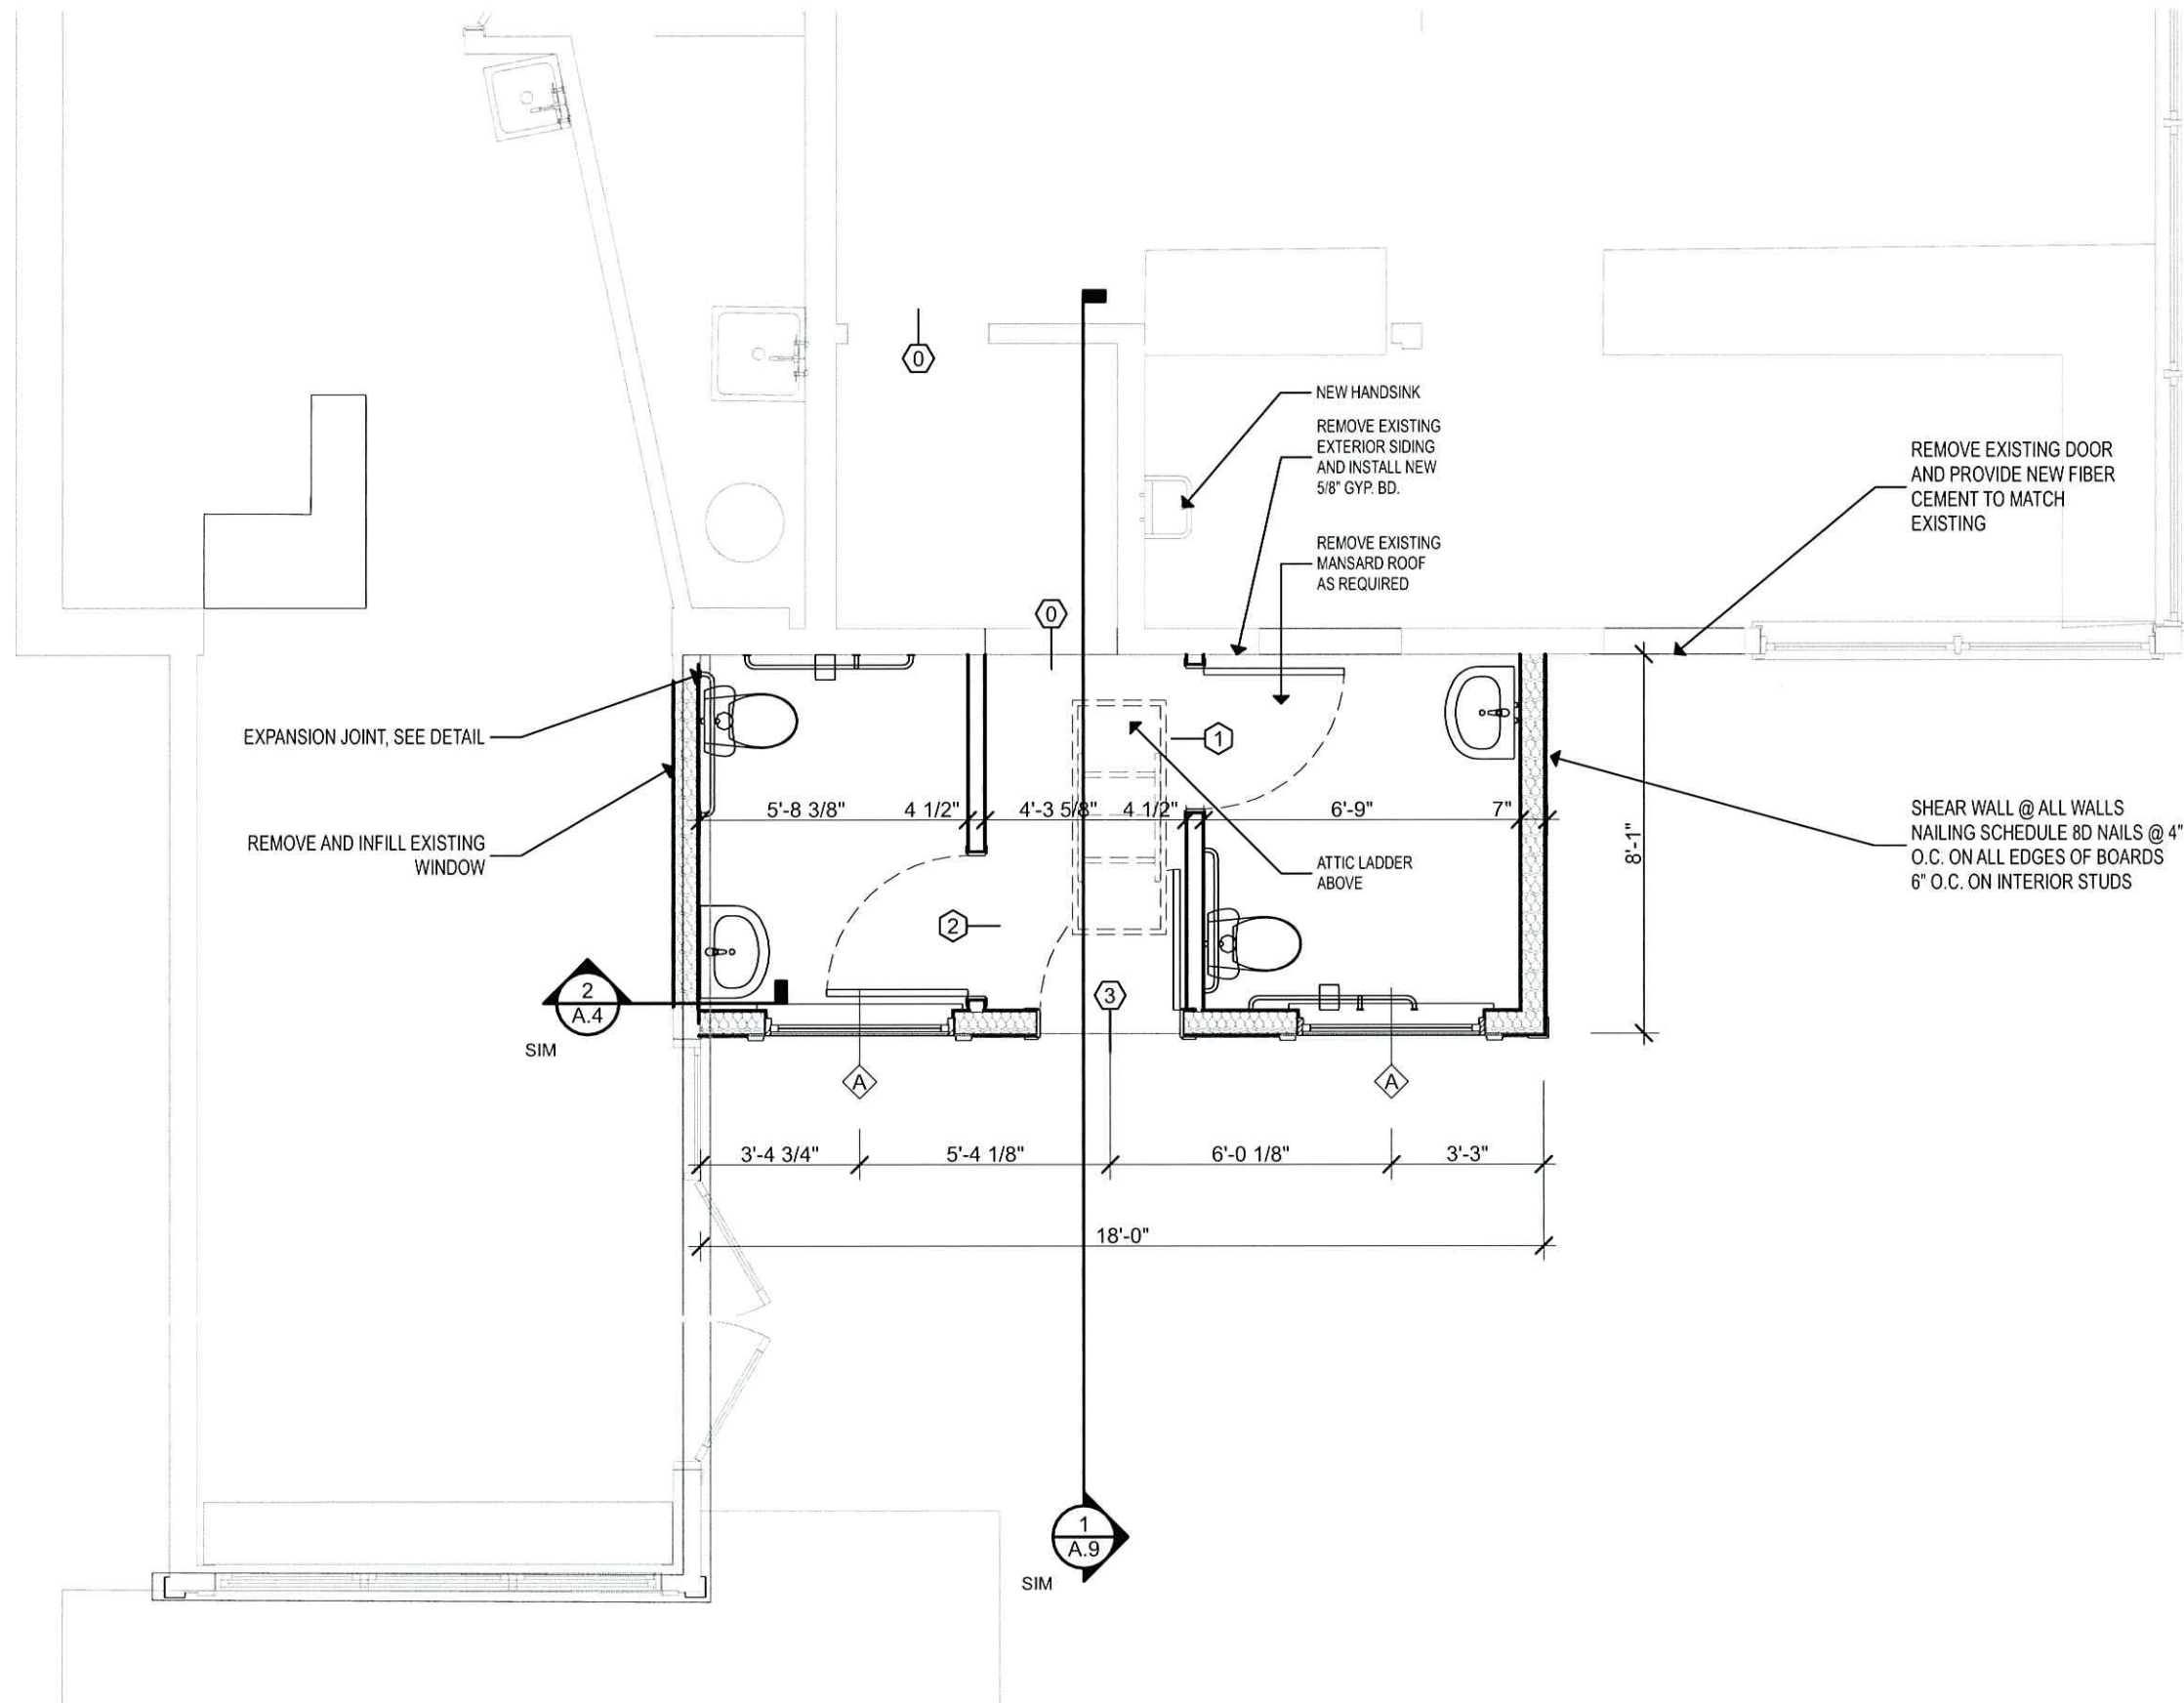 0
NEW HANDSINK
REMOVE EXISTING
EXTERIOR SIDING
AND INSTALL NEW
5/8" GYP. BD.
REMOVE EXISTING DOOR
AND PROVIDE NEW FIBER
CEMENT TO MATCH
EXISTING
REMOVE EXISTING
MANSARD ROOF
AS REQUIRED
0
EXPANSION JOINT, SEE DETAIL
1
5'-8 3/8"
4 1/2"
4'-3 5/8"
4 1/2"
6'-9"
7"
8'-1"
SHEAR WALL @ ALL WALLS
NAILING SCHEDULE 8D NAILS @ 4"
O.C. ON ALL EDGES OF BOARDS
6" O.C. ON INTERIOR STUDS
REMOVE AND INFILL EXISTING
WINDOW
ATTIC LADDER
ABOVE
2
2
A.4
SIM
3
A
A
3'-4 3/4"
5'-4 1/8"
6'-0 1/8"
3'-3"
18'-0"
1
A.9
SIM